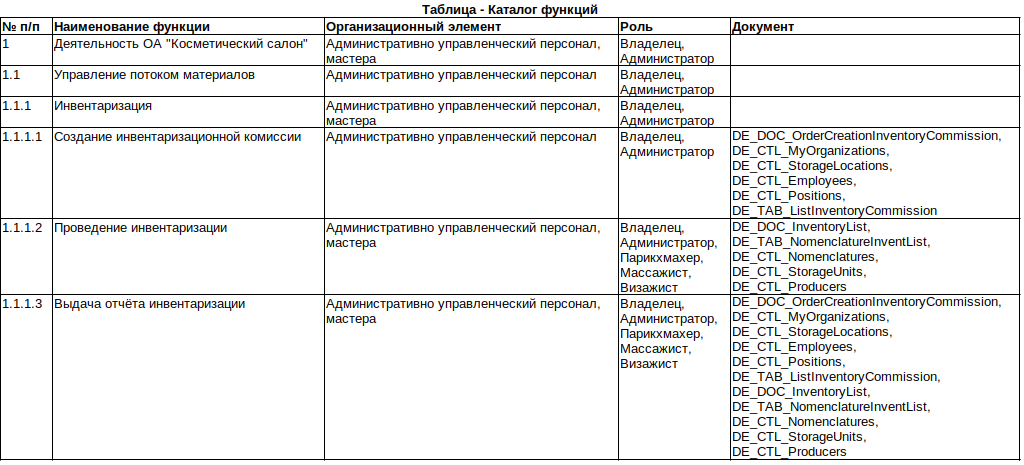 Таблица - Каталог функций
№ п/п Наименование функции Организационный элемент Роль Документ
1 Деятельность ОА "Косметический салон" Административно управленческий персонал, мастера Владелец, Администратор
1.1 Управление потоком материалов Административно управленческий персонал Владелец, Администратор
1.1.1 Инвентаризация Административно управленческий персонал, мастера Владелец, Администратор
1.1.1.1 Создание инвентаризационной комиссии Административно управленческий персонал Владелец, Администратор
DE_DOC_OrderCreationInventoryCommission,
DE_CTL_MyOrganizations,
DE_CTL_StorageLocations,
DE_CTL_Employees,
DE_CTL_Positions,
DE_TAB_ListInventoryCommission
1.1.1.2 Проведение инвентаризации Административно управленческий персонал, мастера
Владелец,
Администратор,
Парикхмахер,
Массажист,
Визажист
DE_DOC_InventoryList,
DE_TAB_NomenclatureInventList,
DE_CTL_Nomenclatures,
DE_CTL_StorageUnits,
DE_CTL_Producers
1.1.1.3 Выдача отчёта инвентаризации Административно управленческий персонал, мастера
Владелец,
Администратор,
Парикхмахер,
Массажист,
Визажист
DE_DOC_OrderCreationInventoryCommission,
DE_CTL_MyOrganizations,
DE_CTL_StorageLocations,
DE_CTL_Employees,
DE_CTL_Positions,
DE_TAB_ListInventoryCommission,
DE_DOC_InventoryList,
DE_TAB_NomenclatureInventList,
DE_CTL_Nomenclatures,
DE_CTL_StorageUnits,
DE_CTL_Producers